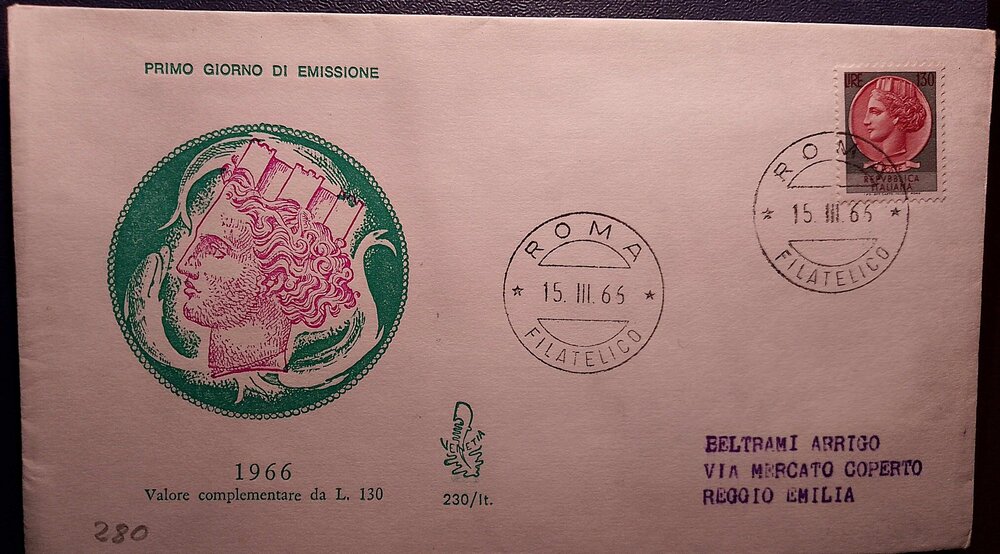 PRIMO GIORNO DI EMISSIONE
LIRE 130
REPVBBLICA
ITALIANA
ROMA
15. III. 66
FILATELICO
ROMA
15. III. 66
FILATELICO
VENETIA
230/It.
1966
Valore complementare da L. 130
280
BELTRAMI ARRIGO
VIA MERCATO COPERTO
REGGIO EMILIA